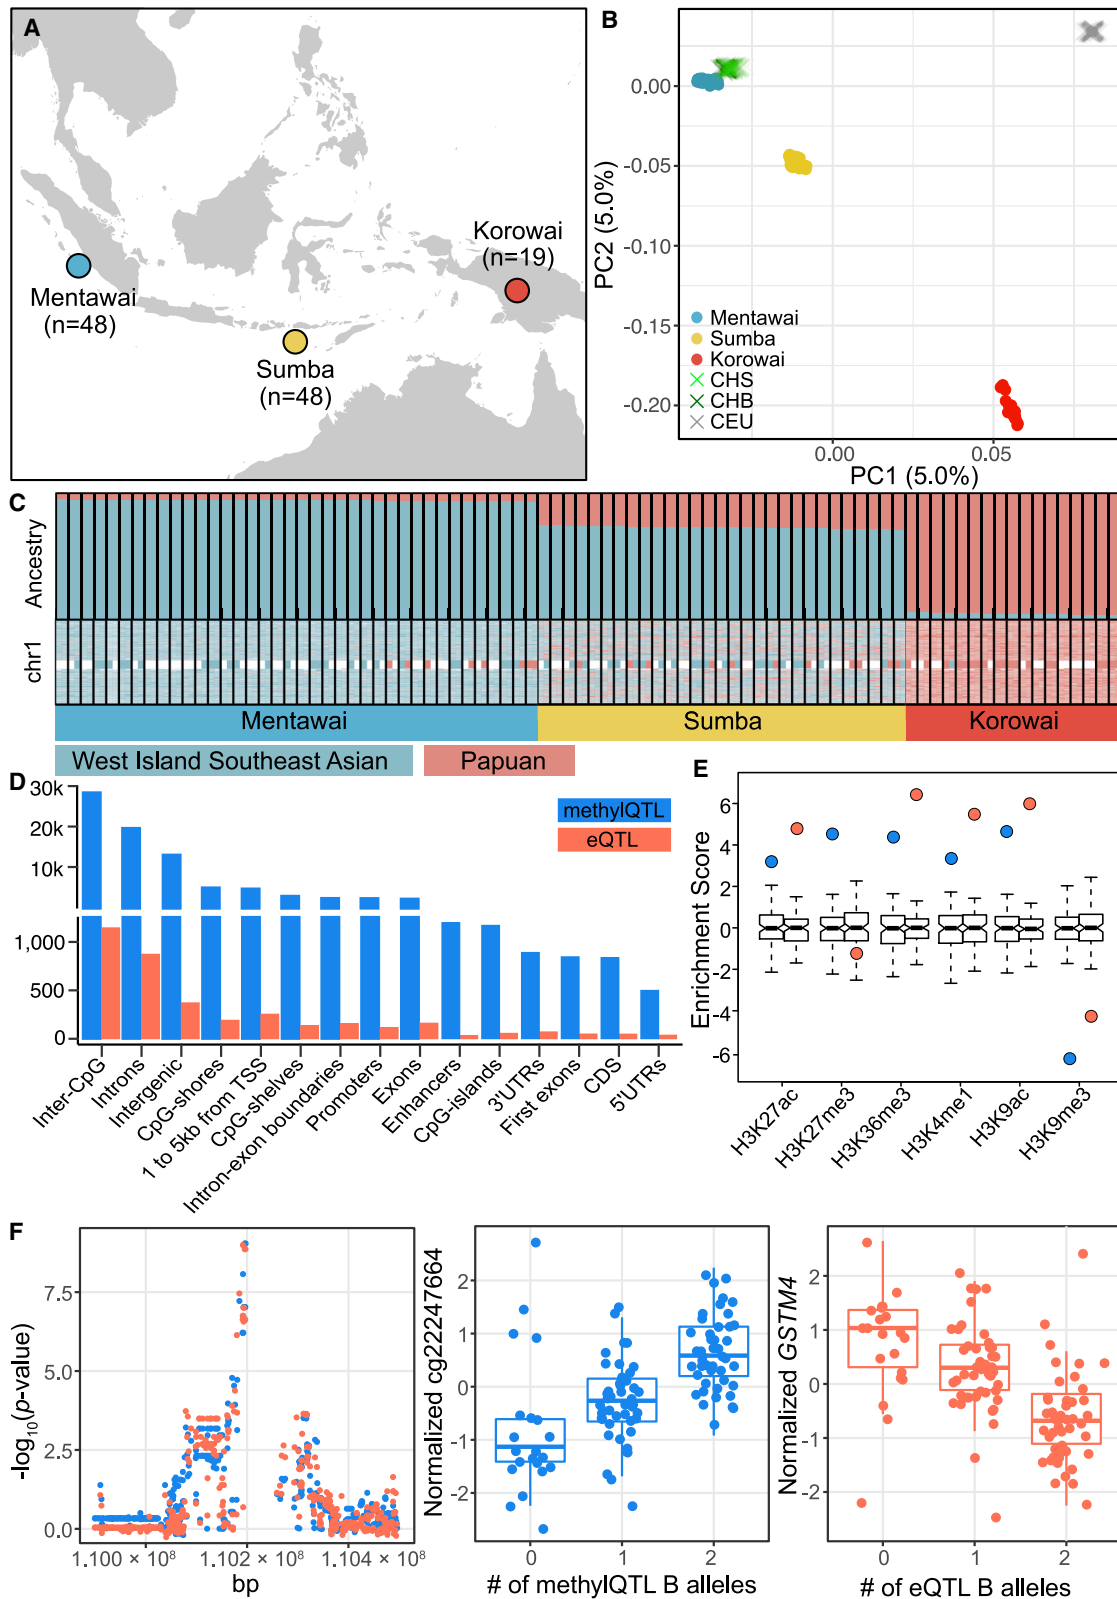 A
Korowai
(n=19)
Mentawai
(n=48)
Sumba
(n=48)
B
PC2 (5.0%)
0.00
-0.05
-0.10
-0.15
-0.20
Mentawai
Sumba
Korowai
CHS
CHB
CEU
0.00
0.05
PC1 (5.0%)
C
Ancestry
chr1
Mentawai
Sumba
Korowai
West Island Southeast Asian
Papuan
D
30k
20k
10k
1,000
500
0
methylQTL
eQTL
Inter-CpG
Introns
Intergenic
CpG-shores
1 to 5kb from TSS
CpG-shelves
Intron-exon boundaries
Promoters
Exons
Enhancers
CpG-islands
3'UTRs
First exons
CDS
5'UTRs
E
Enrichment Score
6
4
2
0
-2
-4
-6
H3K27ac
H3K27me3
H3K36me3
H3K4me1
H3K9ac
H3K9me3
F
-log₁₀(p-value)
7.5
5.0
2.5
0.0
1.100 × 10⁸
1.102 × 10⁸
1.104 × 10⁸
bp
Normalized cg22247664
2
1
0
-1
-2
0
1
2
# of methylQTL B alleles
Normalized GSTM4
2
1
0
-1
-2
0
1
2
# of eQTL B alleles